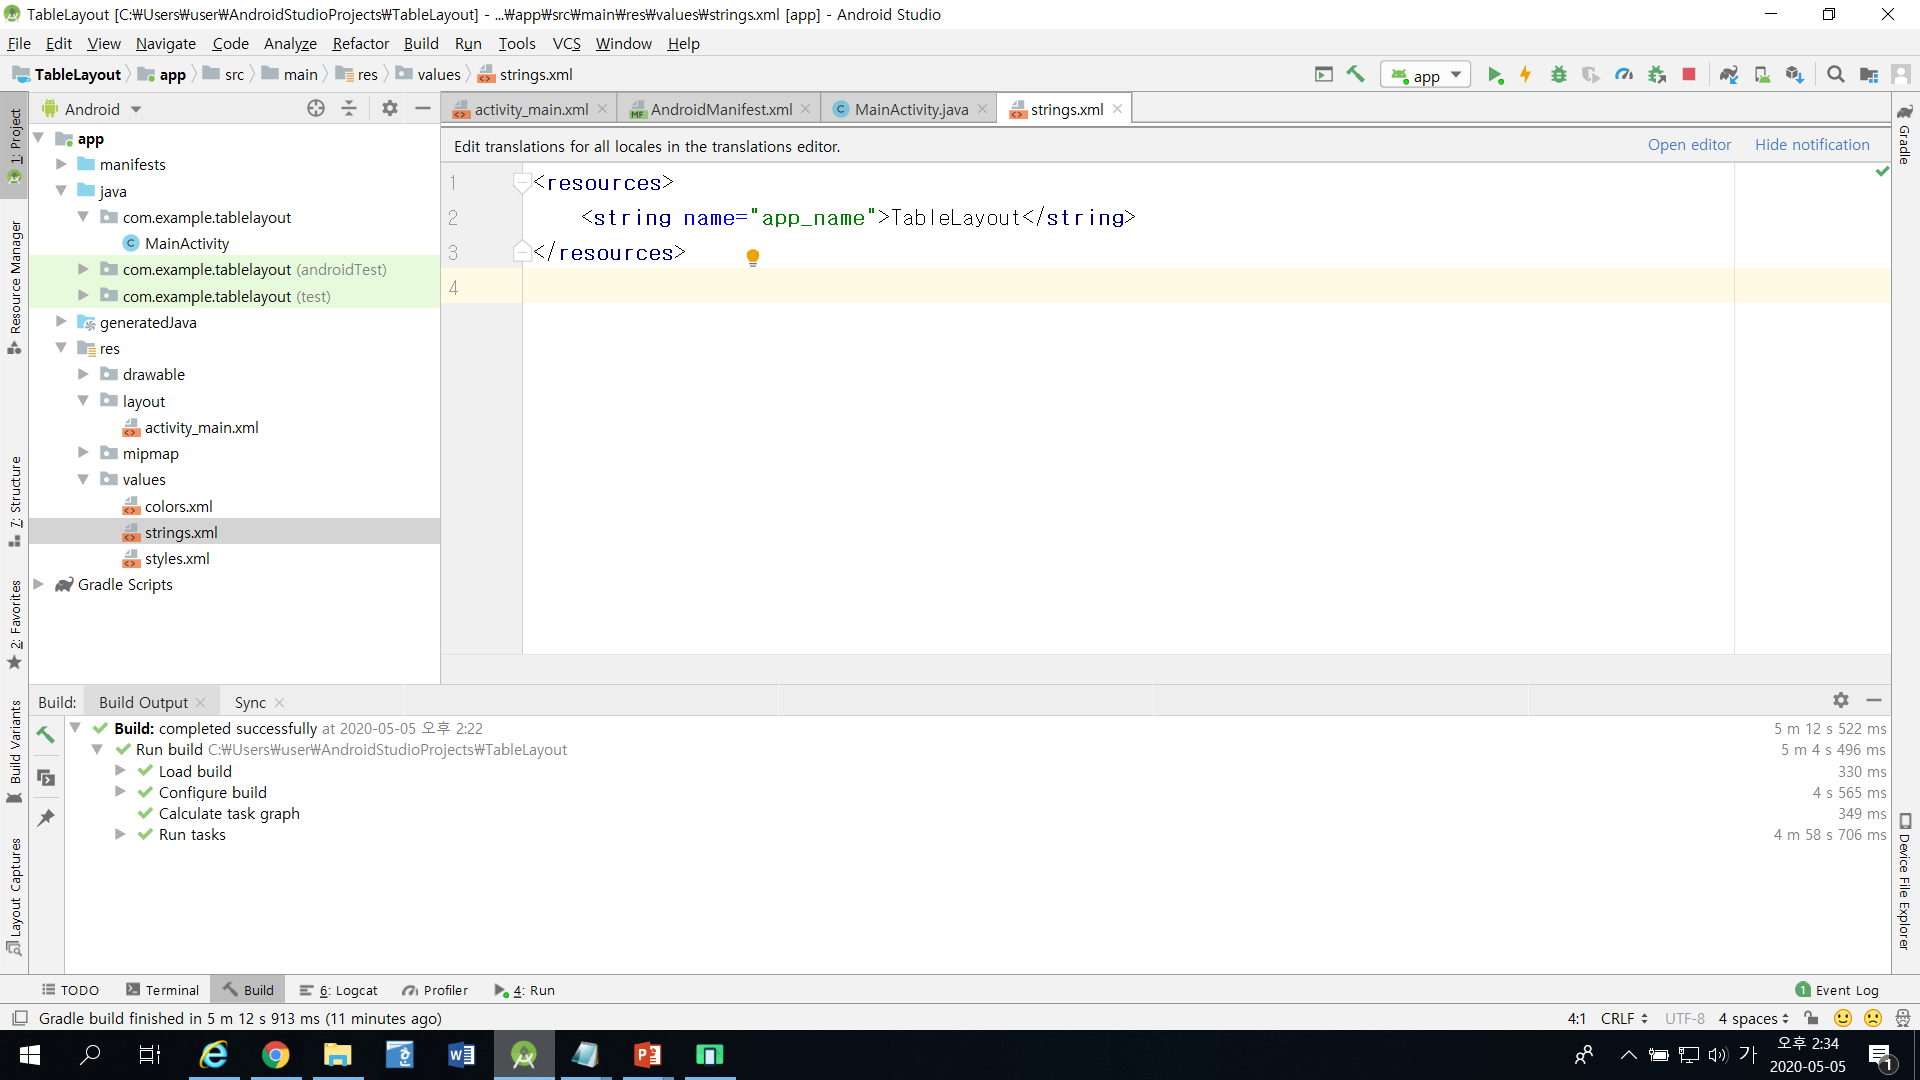 TableLayout [C:₩Users₩user₩AndroidStudioProjects₩TableLayout] - ...₩app₩src₩main₩res₩values₩strings.xml [app] - Android Studio
File Edit View Navigate Code Analyze Refactor Build Run Tools VCS Window Help
TableLayout app src main res values strings.xml
app
Android
activity_main.xml AndroidManifest.xml MainActivity.java strings.xml
Edit translations for all locales in the translations editor.
Open editor Hide notification
1: Project
Resource Manager
7: Structure
2: Favorites
Build Variants
Layout Captures
app
manifests
java
com.example.tablelayout
MainActivity
com.example.tablelayout (androidTest)
com.example.tablelayout (test)
generatedJava
res
drawable
layout
activity_main.xml
mipmap
values
colors.xml
strings.xml
styles.xml
Gradle Scripts
1 <resources>
2 <string name="app_name">TableLayout</string>
3 </resources>
4
Gradle
Device File Explorer
Build: Build Output Sync
Build: completed successfully at 2020-05-05 오후 2:22 5 m 12 s 522 ms
Run build C:₩Users₩user₩AndroidStudioProjects₩TableLayout 5 m 4 s 496 ms
Load build 330 ms
Configure build 4 s 565 ms
Calculate task graph 349 ms
Run tasks 4 m 58 s 706 ms
TODO Terminal Build 6: Logcat Profiler 4: Run 1 Event Log
Gradle build finished in 5 m 12 s 913 ms (11 minutes ago) 4:1 CRLF UTF-8 4 spaces
가 오후 2:34
2020-05-05
1